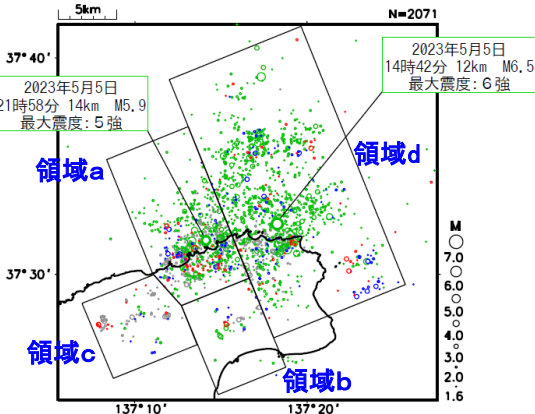 5km
N=2071
37°40′
2023年5月5日
21時58分 14km M5.9
最大震度:5強
2023年5月5日
14時42分 12km M6.5
最大震度:6強
領域a
領域d
37°30′
M
7.0
6.0
5.0
4.0
3.0
2.0
1.6
領域c
領域b
137°10′
137°20′